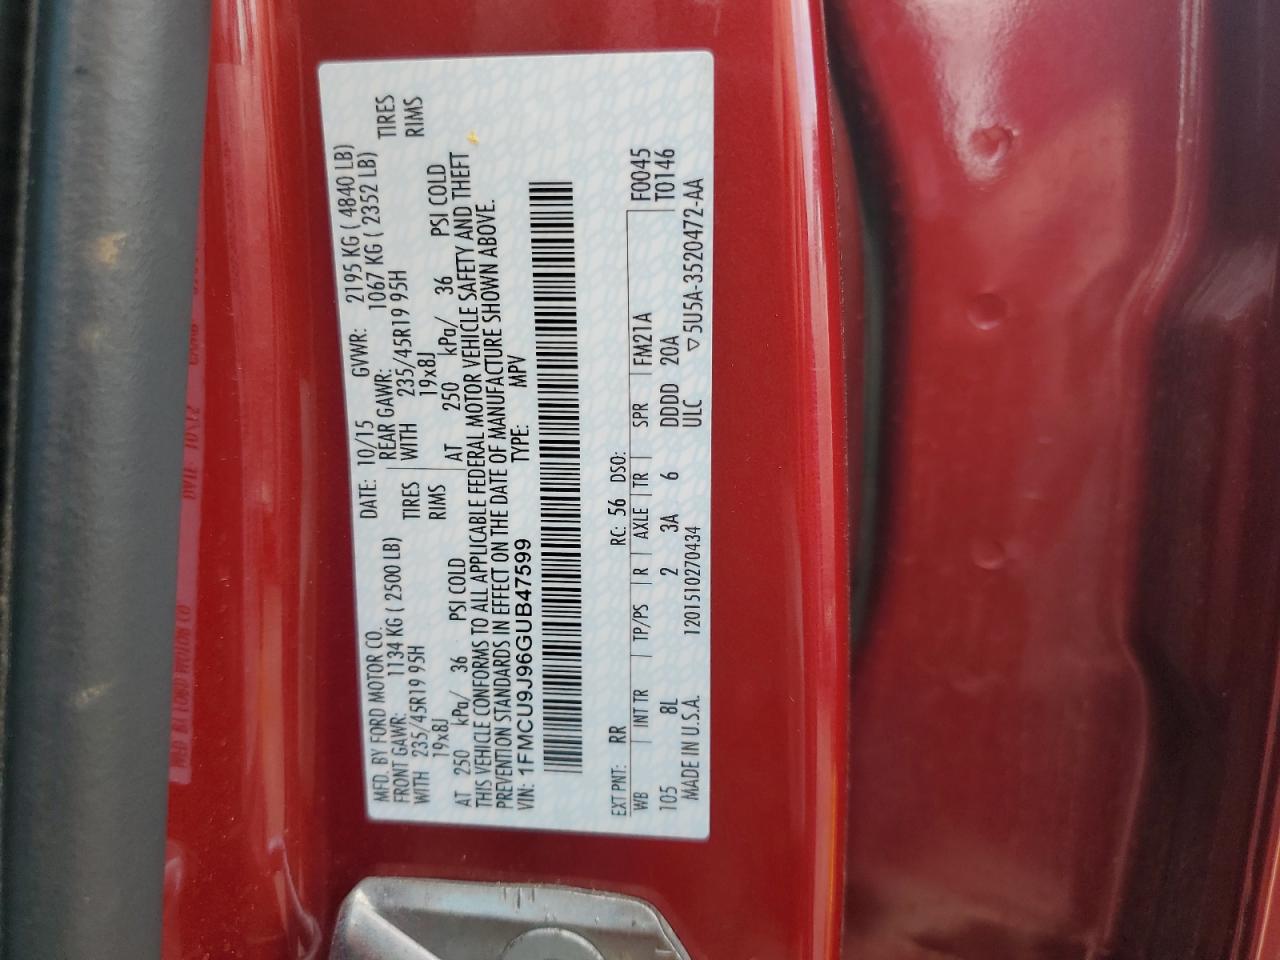 MFD. BY FORD MOTOR CO.
DATE: 10/15 GVWR: 2195 KG ( 4840 LB)
FRONT GAWR: 1134 KG ( 2500 LB)
REAR GAWR: 1067 KG ( 2352 LB)
WITH 235/45R19 95H TIRES
WITH 235/45R19 95H TIRES
19x8J RIMS
19x8J RIMS
AT 250 kPa/ 36 PSI COLD
AT 250 kPa/ 36 PSI COLD
THIS VEHICLE CONFORMS TO ALL APPLICABLE FEDERAL MOTOR VEHICLE SAFETY AND THEFT
PREVENTION STANDARDS IN EFFECT ON THE DATE OF MANUFACTURE SHOWN ABOVE.
VIN: 1FMCU9J96GUB47599
TYPE: MPV
EXT PNT: RR RC: 56 DSO: F0045
WB INT TR TP/PS R AXLE TR SPR FM21A T0146
105 8L 2 3A 6 DDDD 20A
MADE IN U.S.A. 1201510270434 ULC ▽5U5A-3520472-AA